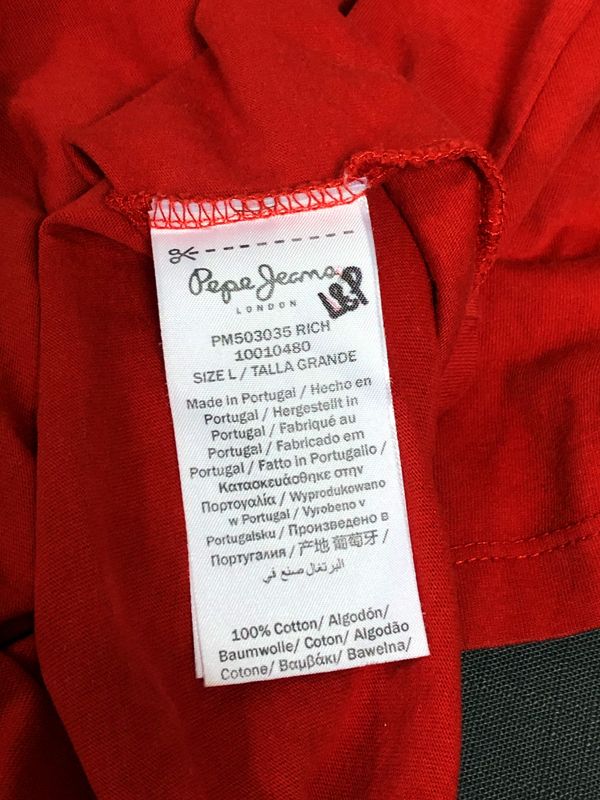 Pepe Jeans
LONDON
PM503035 RICH
10010480
SIZE L / TALLA GRANDE
Made in Portugal / Hecho en
Portugal / Hergestellt in
Portugal / Fabriqué au
Portugal / Fabricado em
Portugal / Fatto in Portugallo /
Κατασκευάσθηκε στην
Πορτογαλία / Wyprodukowano
w Portugal / Vyrobeno v
Portugalsku / Произведено в
Португалия / 产地 葡萄牙 /
البرتغال صنع في
100% Cotton/ Algodón/
Baumwolle/ Coton/ Algodão
Cotone/ Βαμβάκι/ Bawełna/